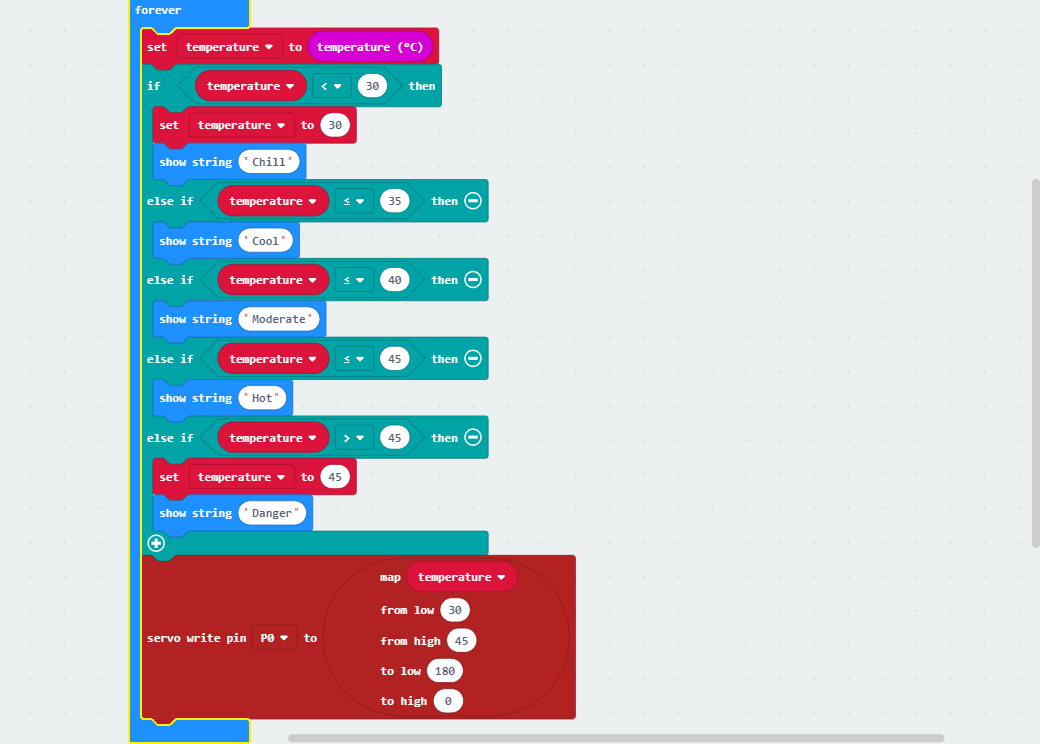 forever
set temperature to temperature (°C)
if temperature < 30 then
set temperature to 30
show string "Chill"
else if temperature ≤ 35 then
show string "Cool"
else if temperature ≤ 40 then
show string "Moderate"
else if temperature ≤ 45 then
show string "Hot"
else if temperature > 45 then
set temperature to 45
show string "Danger"
map temperature
from low 30
servo write pin P0 to
from high 45
to low 180
to high 0